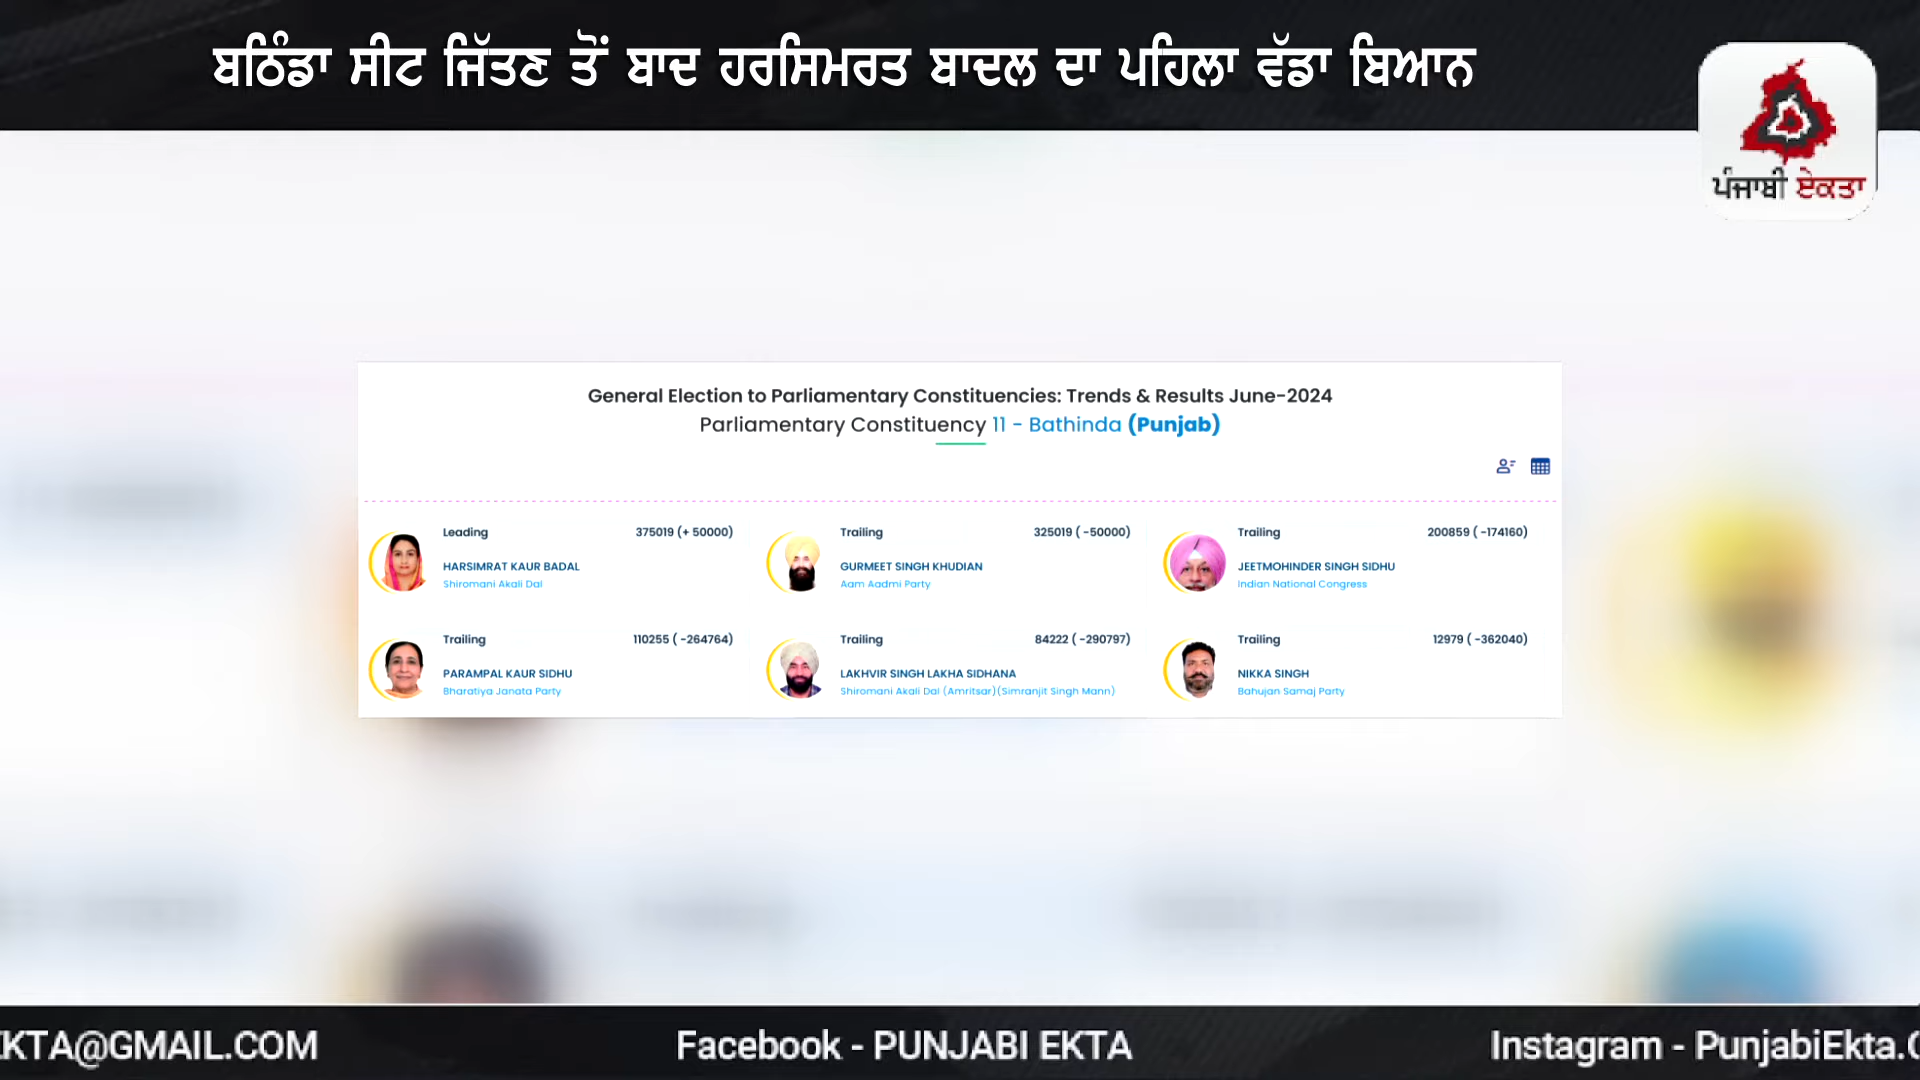 ਬਠਿੰਡਾ ਸੀਟ ਜਿੱਤਣ ਤੋਂ ਬਾਦ ਹਰਸਿਮਰਤ ਬਾਦਲ ਦਾ ਪਹਿਲਾ ਵੱਡਾ ਬਿਆਨ
ਪੰਜਾਬੀ ਏਕਤਾ
General Election to Parliamentary Constituencies: Trends & Results June-2024
Parliamentary Constituency 11 - Bathinda (Punjab)
Leading 375019 (+ 50000)
HARSIMRAT KAUR BADAL
Shiromani Akali Dal
Trailing 325019 ( -50000)
GURMEET SINGH KHUDIAN
Aam Aadmi Party
Trailing 200859 ( -174160)
JEETMOHINDER SINGH SIDHU
Indian National Congress
Trailing 110255 ( -264764)
PARAMPAL KAUR SIDHU
Bharatiya Janata Party
Trailing 84222 ( -290797)
LAKHVIR SINGH LAKHA SIDHANA
Shiromani Akali Dal (Amritsar)(Simranjit Singh Mann)
Trailing 12979 ( -362040)
NIKKA SINGH
Bahujan Samaj Party
KTA@GMAIL.COM Facebook - PUNJABI EKTA Instagram - PunjabiEkta.